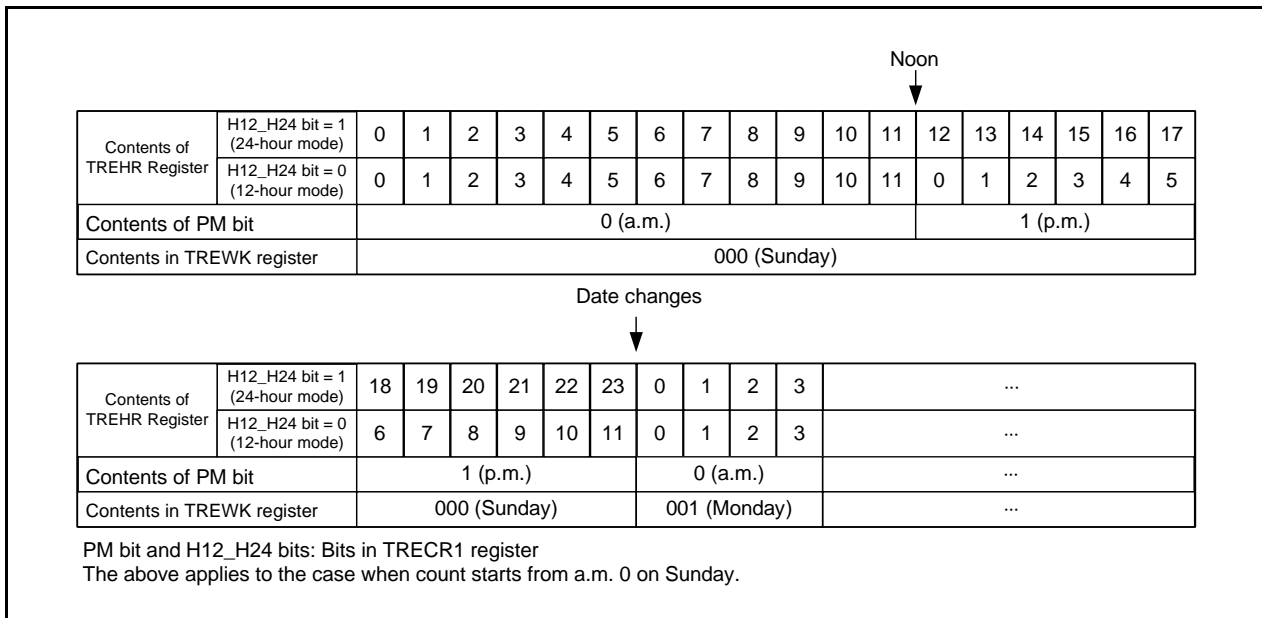 Noon
Contents of TREHR Register
H12_H24 bit = 1 (24-hour mode) 0 1 2 3 4 5 6 7 8 9 10 11 12 13 14 15 16 17
H12_H24 bit = 0 (12-hour mode) 0 1 2 3 4 5 6 7 8 9 10 11 0 1 2 3 4 5
Contents of PM bit 0 (a.m.) 1 (p.m.)
Contents in TREWK register 000 (Sunday)
Date changes
Contents of TREHR Register
H12_H24 bit = 1 (24-hour mode) 18 19 20 21 22 23 0 1 2 3 ...
H12_H24 bit = 0 (12-hour mode) 6 7 8 9 10 11 0 1 2 3 ...
Contents of PM bit 1 (p.m.) 0 (a.m.) ...
Contents in TREWK register 000 (Sunday) 001 (Monday) ...
PM bit and H12_H24 bits: Bits in TRECR1 register
The above applies to the case when count starts from a.m. 0 on Sunday.